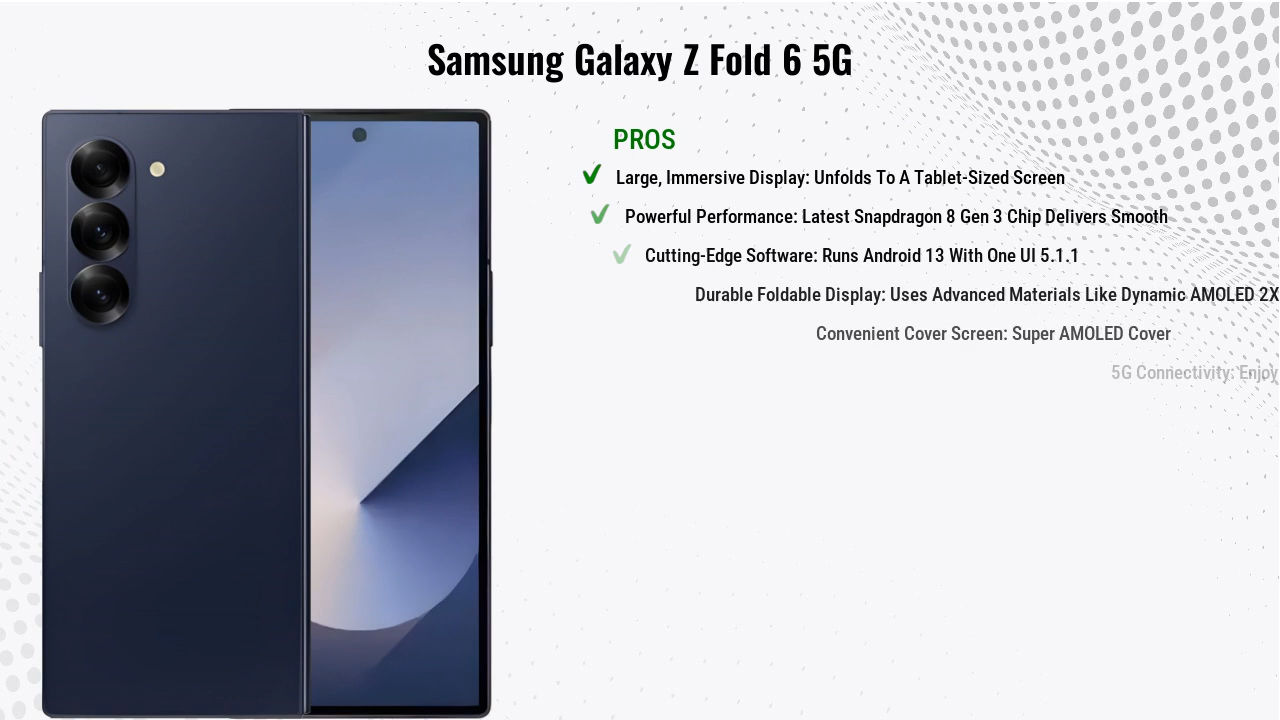 Samsung Galaxy Z Fold 6 5G
PROS
Large, Immersive Display: Unfolds To A Tablet-Sized Screen
Powerful Performance: Latest Snapdragon 8 Gen 3 Chip Delivers Smooth
Cutting-Edge Software: Runs Android 13 With One UI 5.1.1
Durable Foldable Display: Uses Advanced Materials Like Dynamic AMOLED 2X
Convenient Cover Screen: Super AMOLED Cover
5G Connectivity: Enjoy